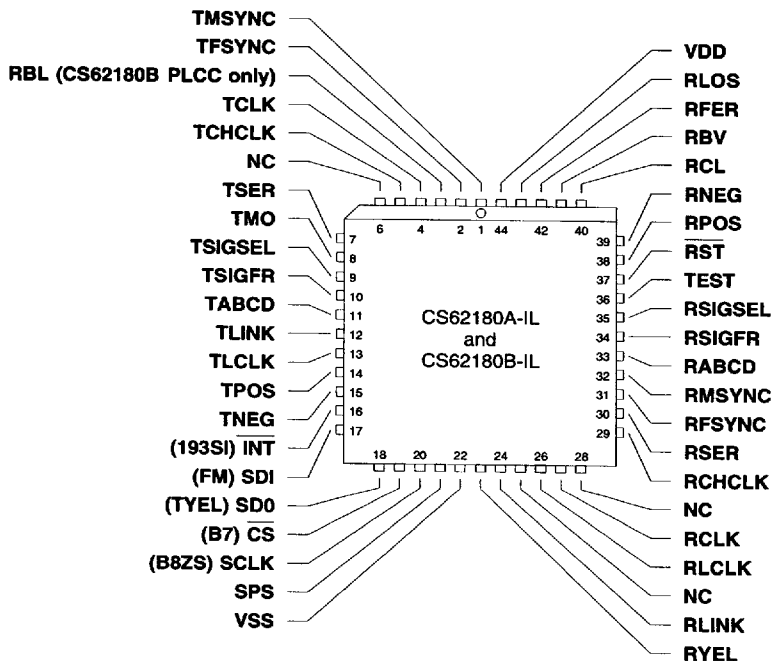 TMSYNC
TFSYNC
RBL (CS62180B PLCC only)
TCLK
TCHCLK
NC
TSER
TMO
TSIGSEL
TSIGFR
TABCD
TLINK
TLCLK
TPOS
TNEG
(193SI) INT
(FM) SDI
(TYEL) SD0
(B7) CS
(B8ZS) SCLK
SPS
VSS
6 4 2 1 44 42 40
7
8
9
10
11
12
13
14
15
16
17
CS62180A-IL
and
CS62180B-IL
39
38
37
36
35
34
33
32
31
30
29
18 20 22 24 26 28
VDD
RLOS
RFER
RBV
RCL
RNEG
RPOS
RST
TEST
RSIGSEL
RSIGFR
RABCD
RMSYNC
RFSYNC
RSER
RCHCLK
NC
RCLK
RLCLK
NC
RLINK
RYEL